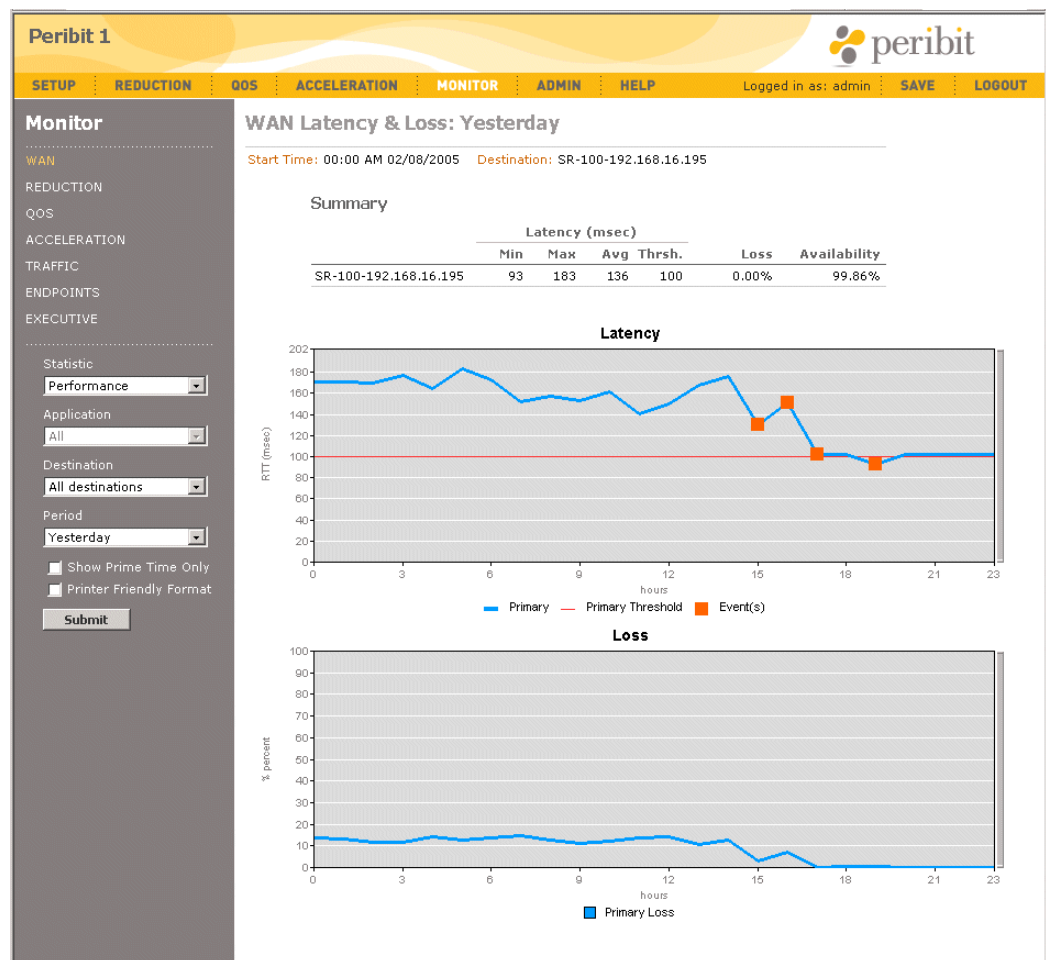 Peribit 1
peribit
SETUP REDUCTION QOS ACCELERATION MONITOR ADMIN HELP Logged in as: admin SAVE LOGOUT
Monitor
WAN
REDUCTION
QOS
ACCELERATION
TRAFFIC
ENDPOINTS
EXECUTIVE
Statistic
Performance
Application
All
Destination
All destinations
Period
Yesterday
Show Prime Time Only
Printer Friendly Format
Submit
WAN Latency & Loss: Yesterday
Start Time: 00:00 AM 02/08/2005 Destination: SR-100-192.168.16.195
Summary
Latency (msec)
Min Max Avg Thrsh. Loss Availability
SR-100-192.168.16.195 93 183 136 100 0.00% 99.86%
Latency
202
180
160
140
120
100
80
60
40
20
0
RTT (msec)
0 3 6 9 12 15 18 21 23
hours
Primary Primary Threshold Event(s)
Loss
100
90
80
70
60
50
40
30
20
10
0
% percent
0 3 6 9 12 15 18 21 23
hours
Primary Loss